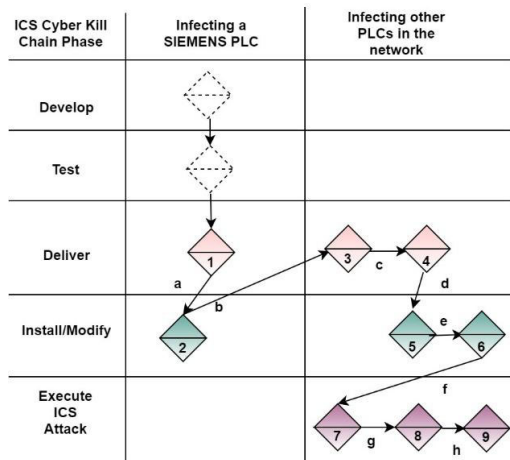 ICS Cyber Kill
Chain Phase
Infecting a
SIEMENS PLC
Infecting other
PLCs in the
network
Develop
Test
Deliver
1
3
4
a
b
c
d
Install/Modify
2
5
6
e
f
Execute
ICS
Attack
7
8
9
g
h